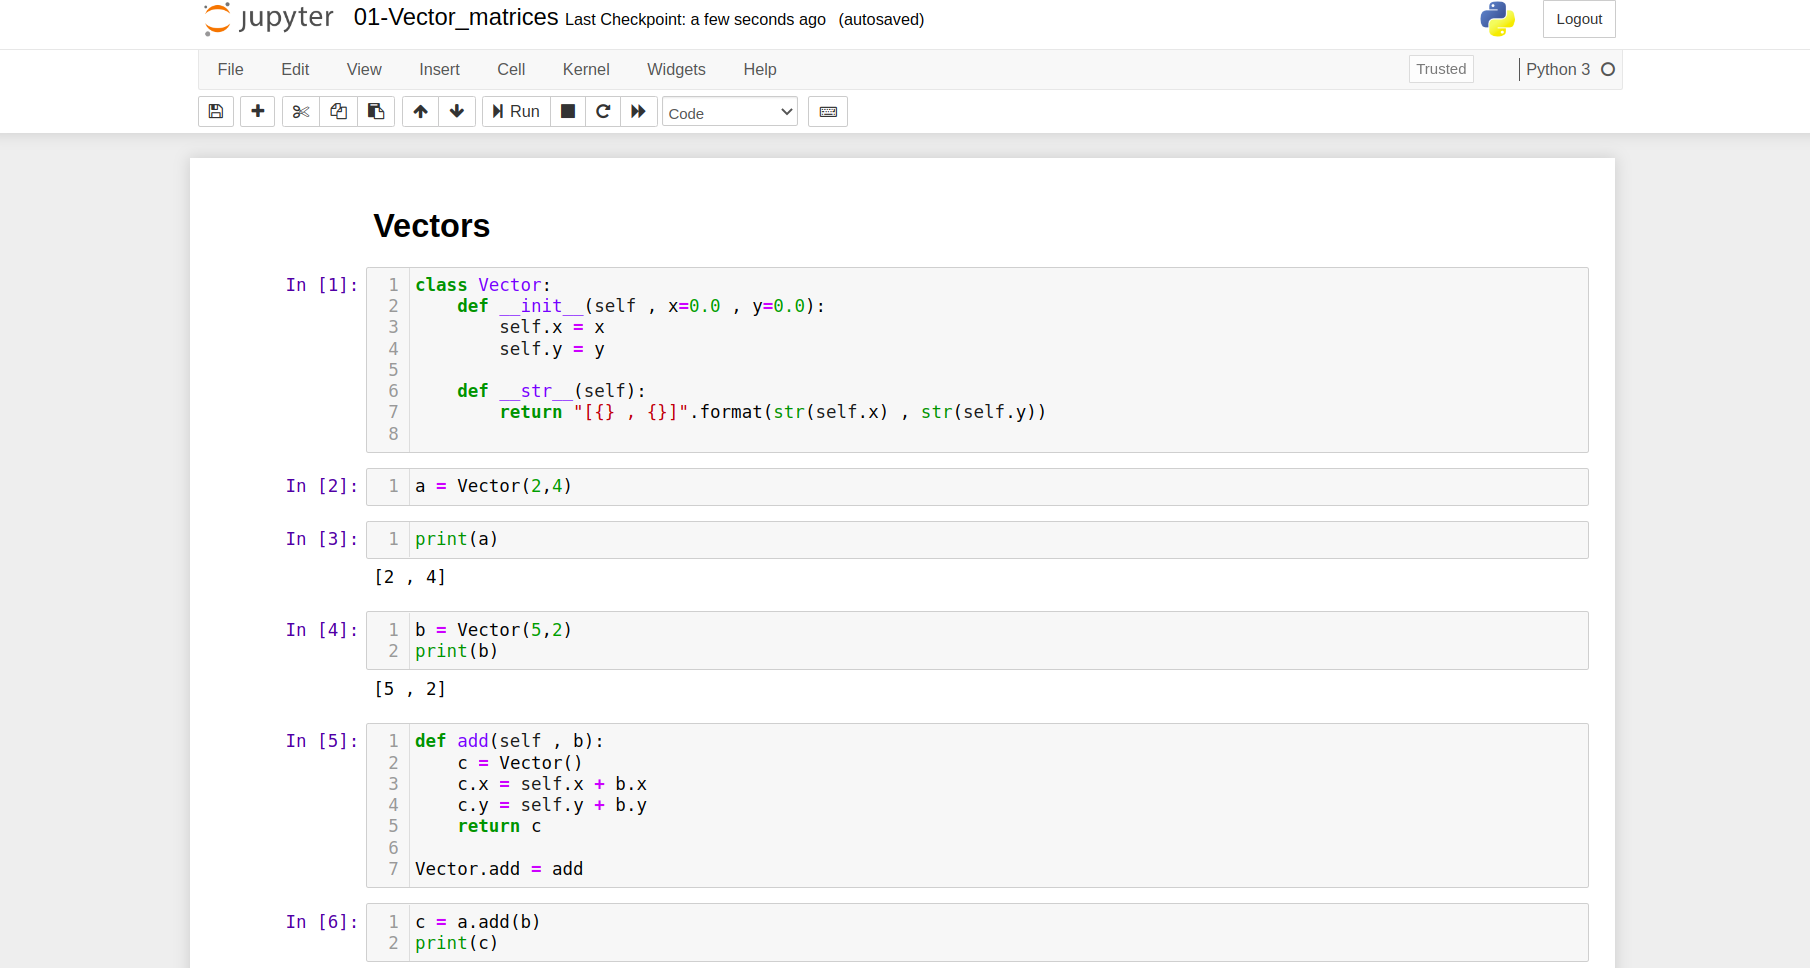 jupyter 01-Vector_matrices Last Checkpoint: a few seconds ago (autosaved) Logout
File Edit View Insert Cell Kernel Widgets Help Trusted Python 3
Run Code
Vectors
In [1]:
1 class Vector:
2     def __init__(self , x=0.0 , y=0.0):
3         self.x = x
4         self.y = y
5
6     def __str__(self):
7         return "[{} , {}]".format(str(self.x) , str(self.y))
8
In [2]:
1 a = Vector(2,4)
In [3]:
1 print(a)
[2 , 4]
In [4]:
1 b = Vector(5,2)
2 print(b)
[5 , 2]
In [5]:
1 def add(self , b):
2     c = Vector()
3     c.x = self.x + b.x
4     c.y = self.y + b.y
5     return c
6
7 Vector.add = add
In [6]:
1 c = a.add(b)
2 print(c)